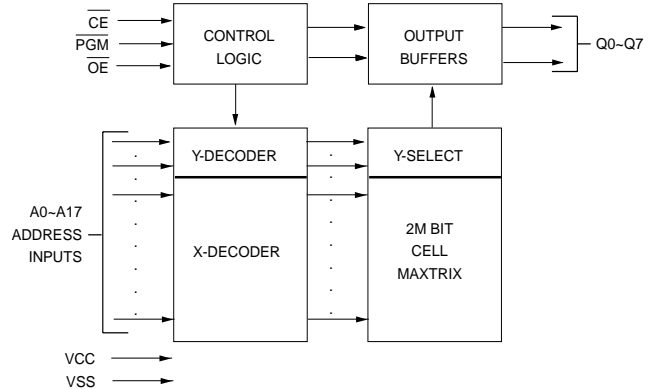 CE
PGM
OE
CONTROL
LOGIC
OUTPUT
BUFFERS
Q0~Q7
A0~A17
ADDRESS
INPUTS
Y-DECODER
Y-SELECT
X-DECODER
2M BIT
CELL
MAXTRIX
VCC
VSS